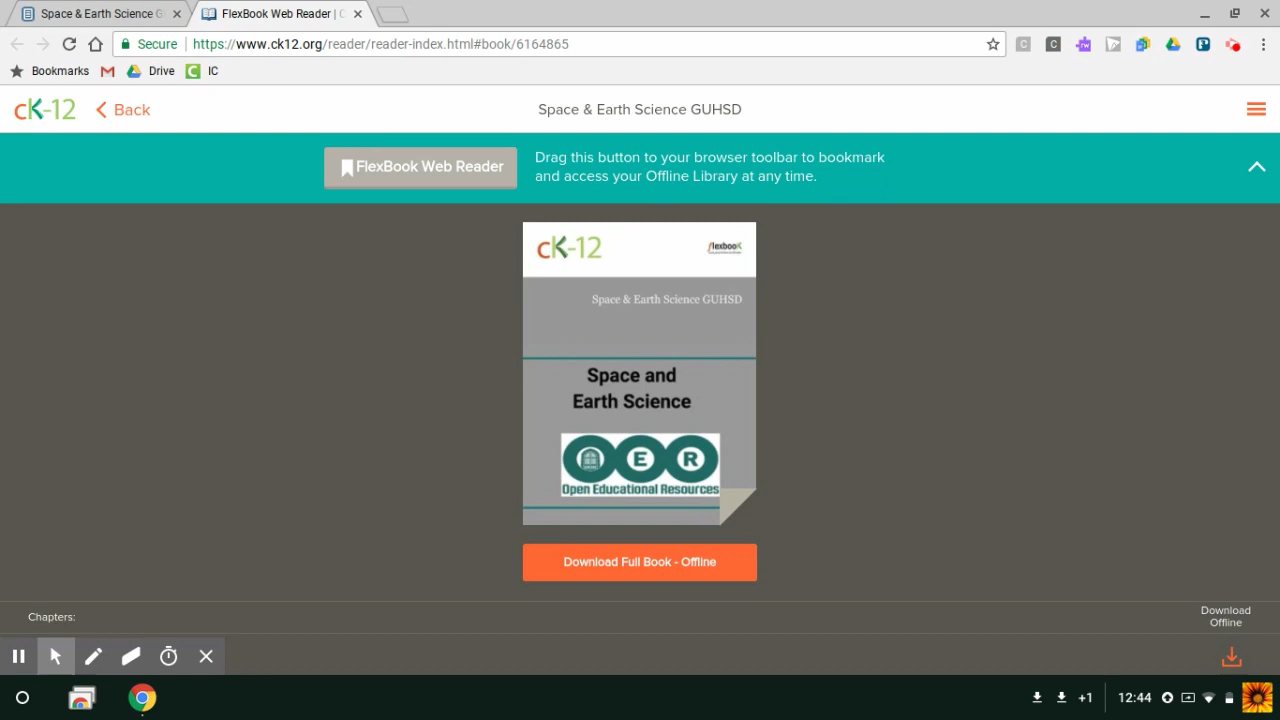 Space & Earth Science G
FlexBook Web Reader | C
Secure
https://www.ck12.org/reader/reader-index.html#book/6164865
Bookmarks
Drive
IC
cK-12
Back
Space & Earth Science GUHSD
FlexBook Web Reader
Drag this button to your browser toolbar to bookmark
and access your Offline Library at any time.
cK-12
flexbook
Space & Earth Science GUHSD
Space and
Earth Science
E R
Open Educational Resources
Download Full Book - Offline
Chapters:
Download
Offline
+1
12:44